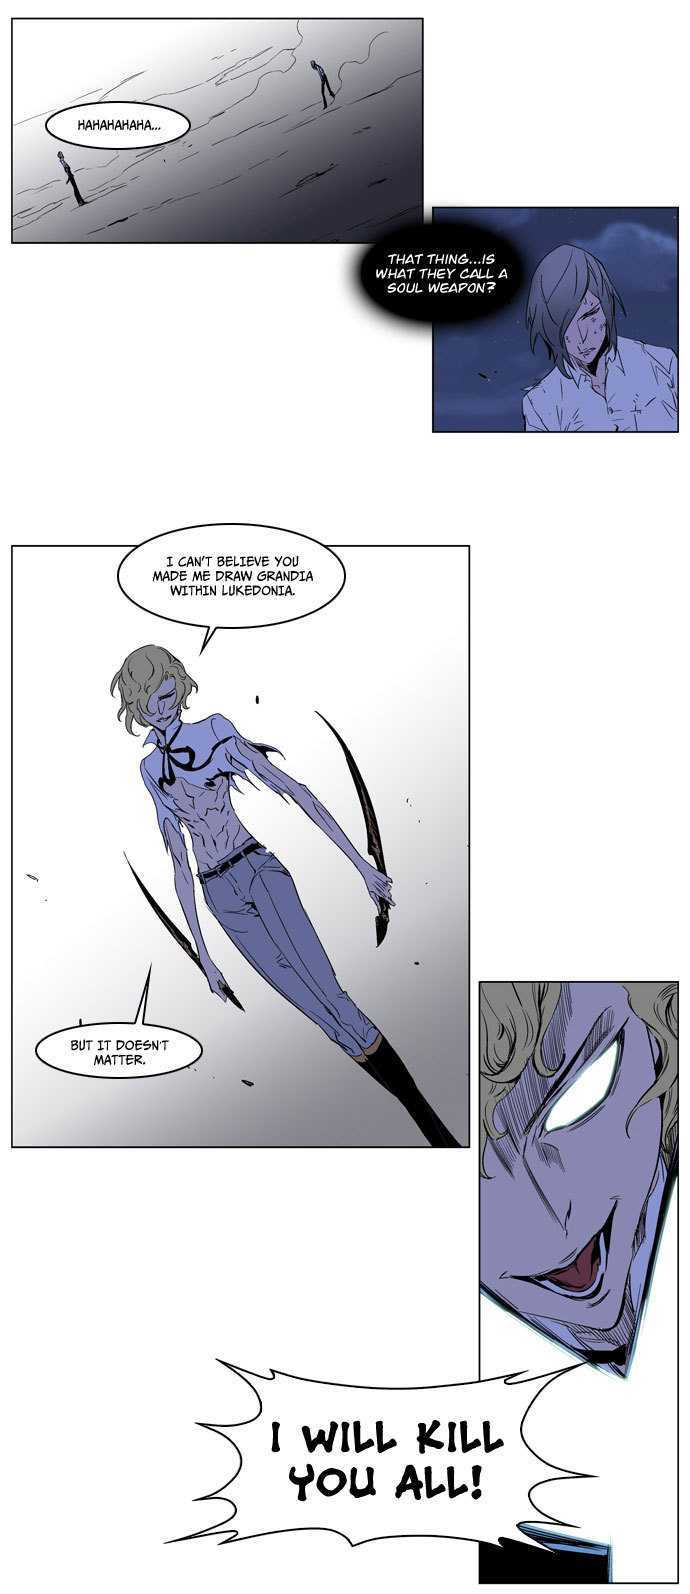 HAHAHAHAHA...
THAT THING...IS
WHAT THEY CALL A
SOUL WEAPON?
I CAN'T BELIEVE YOU
MADE ME DRAW GRANDIA
WITHIN LUKEDONIA.
BUT IT DOESN'T
MATTER.
I WILL KILL
YOU ALL!